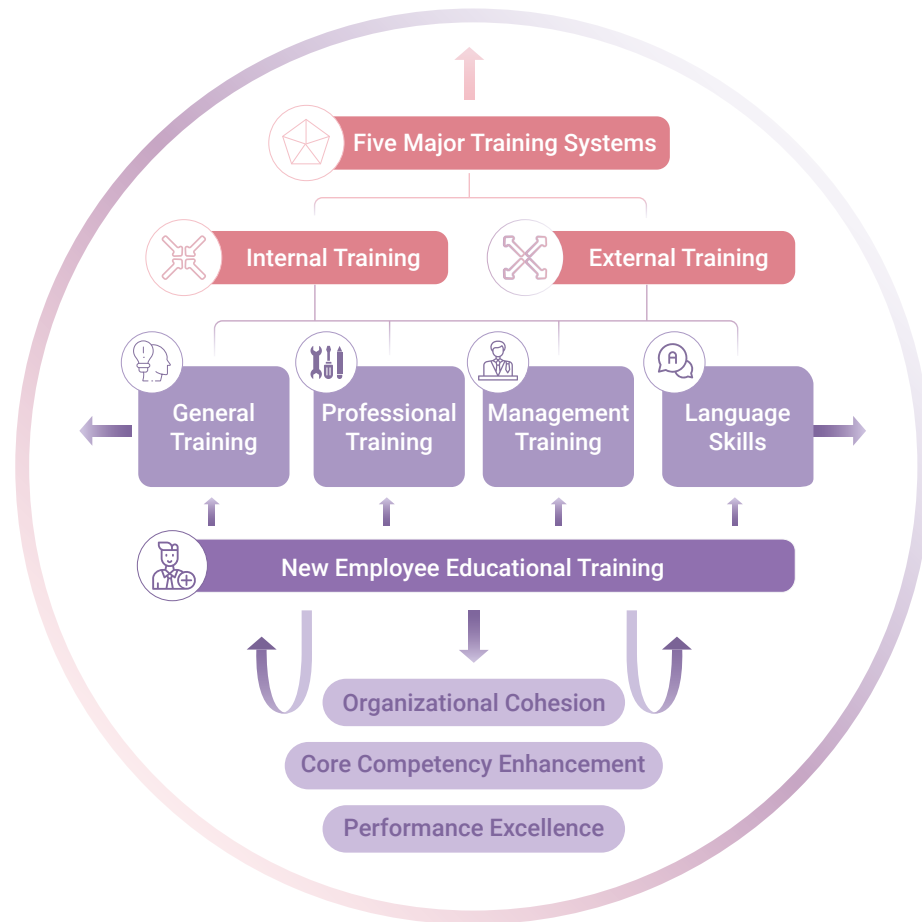 Five Major Training Systems
Internal Training
External Training
General
Training
Professional
Training
Management
Training
A
Language
Skills
New Employee Educational Training
Organizational Cohesion
Core Competency Enhancement
Performance Excellence